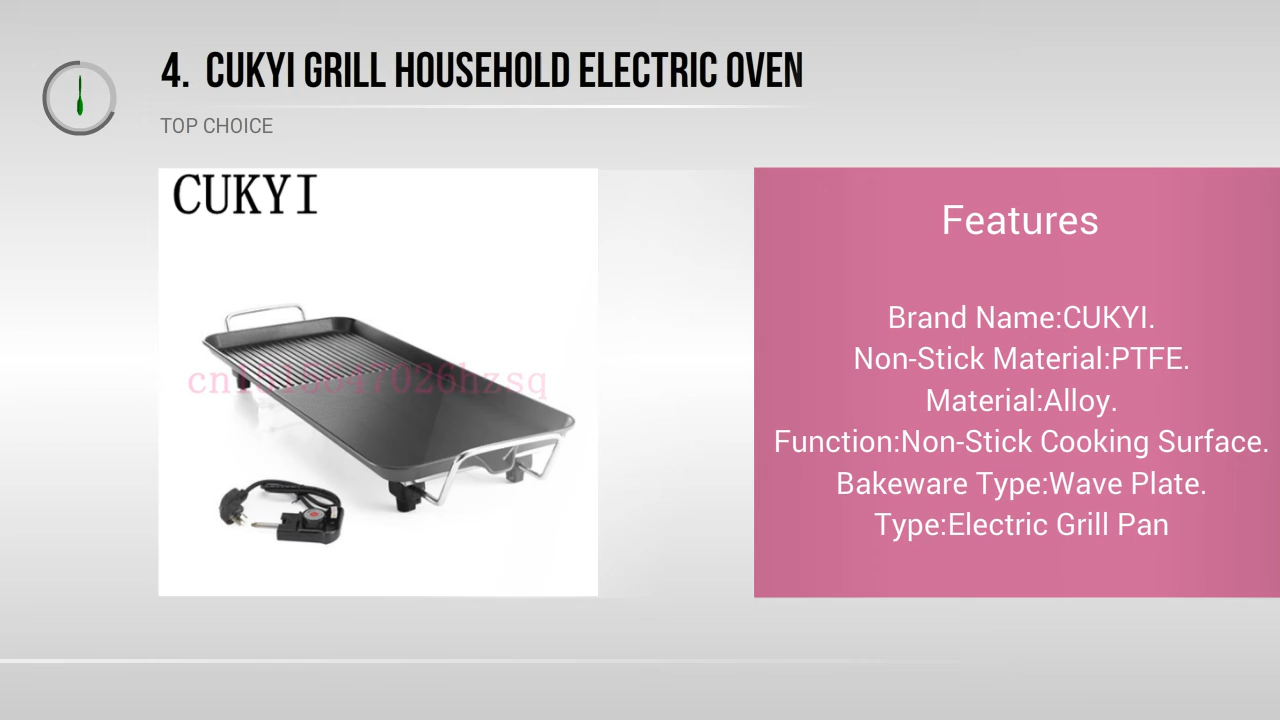 4. CUKYI GRILL HOUSEHOLD ELECTRIC OVEN
TOP CHOICE
CUKYI
Features
Brand Name:CUKYI.
Non-Stick Material:PTFE.
Material:Alloy.
Function:Non-Stick Cooking Surface.
Bakeware Type:Wave Plate.
Type:Electric Grill Pan